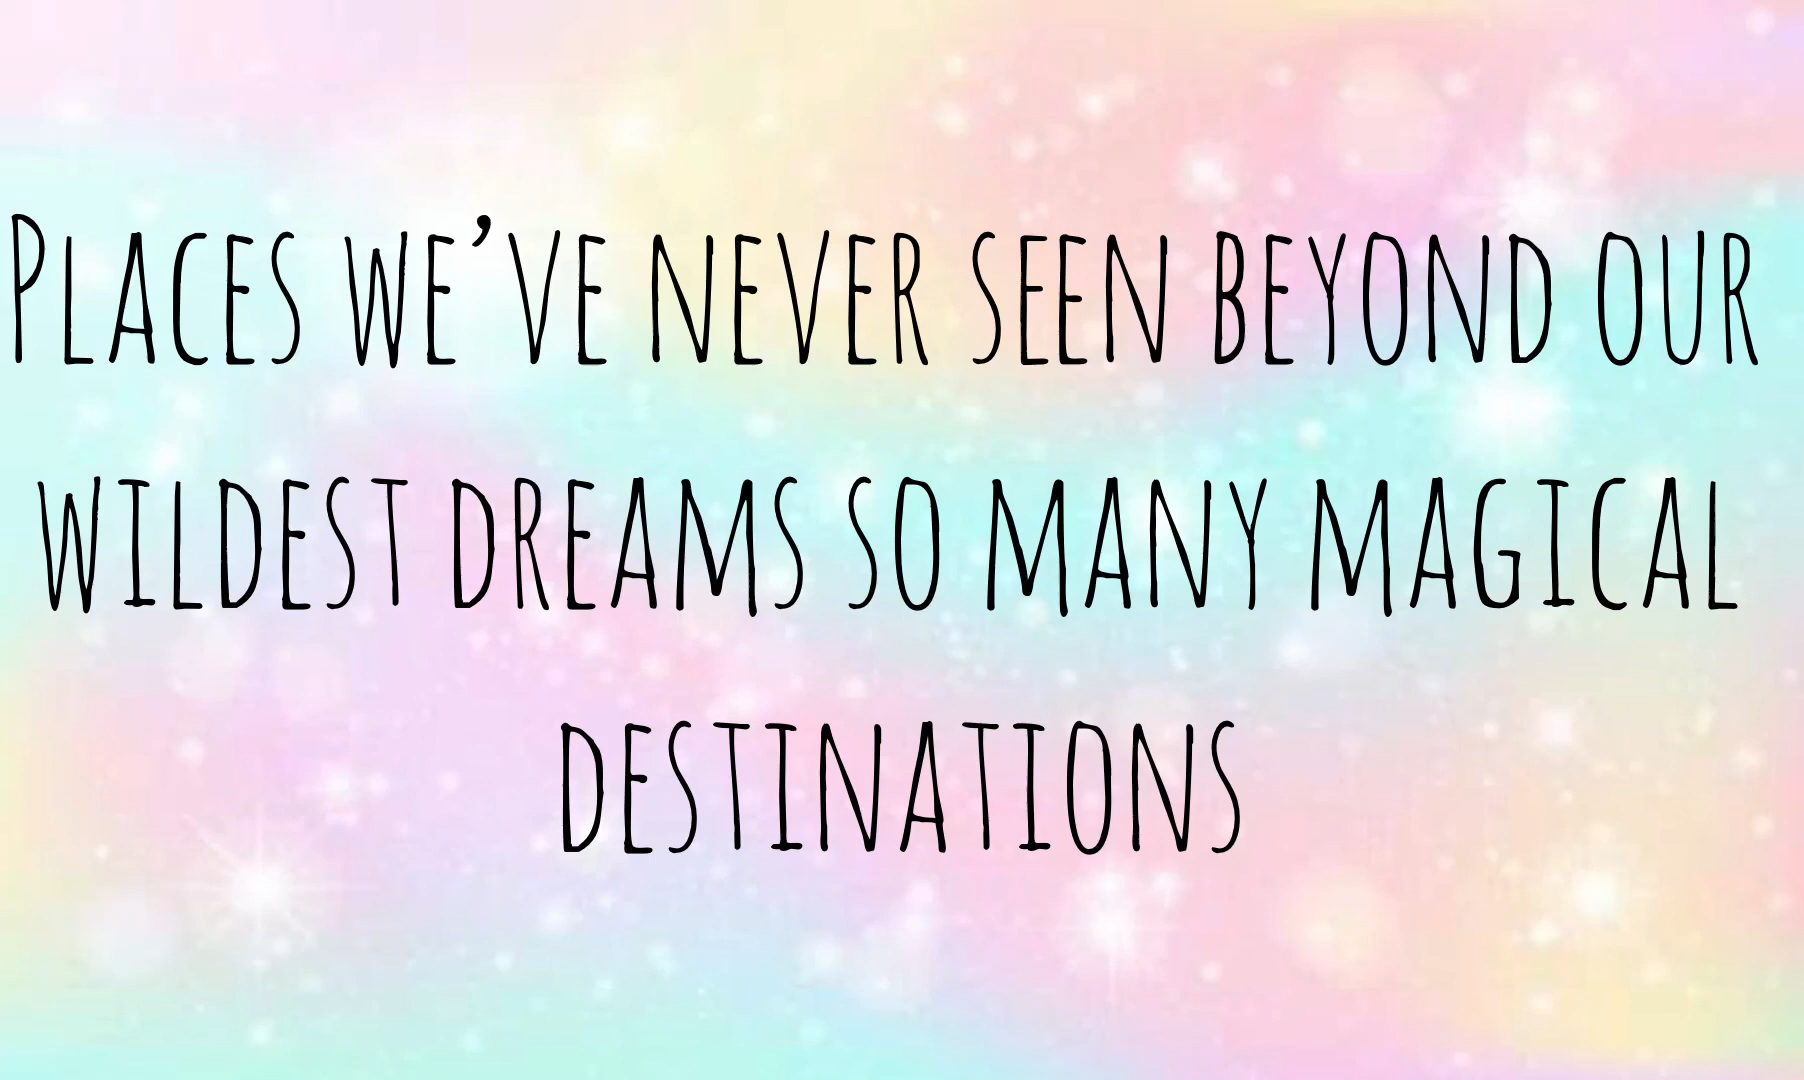 Places we’ve never seen beyond our
wildest dreams so many magical
destinations